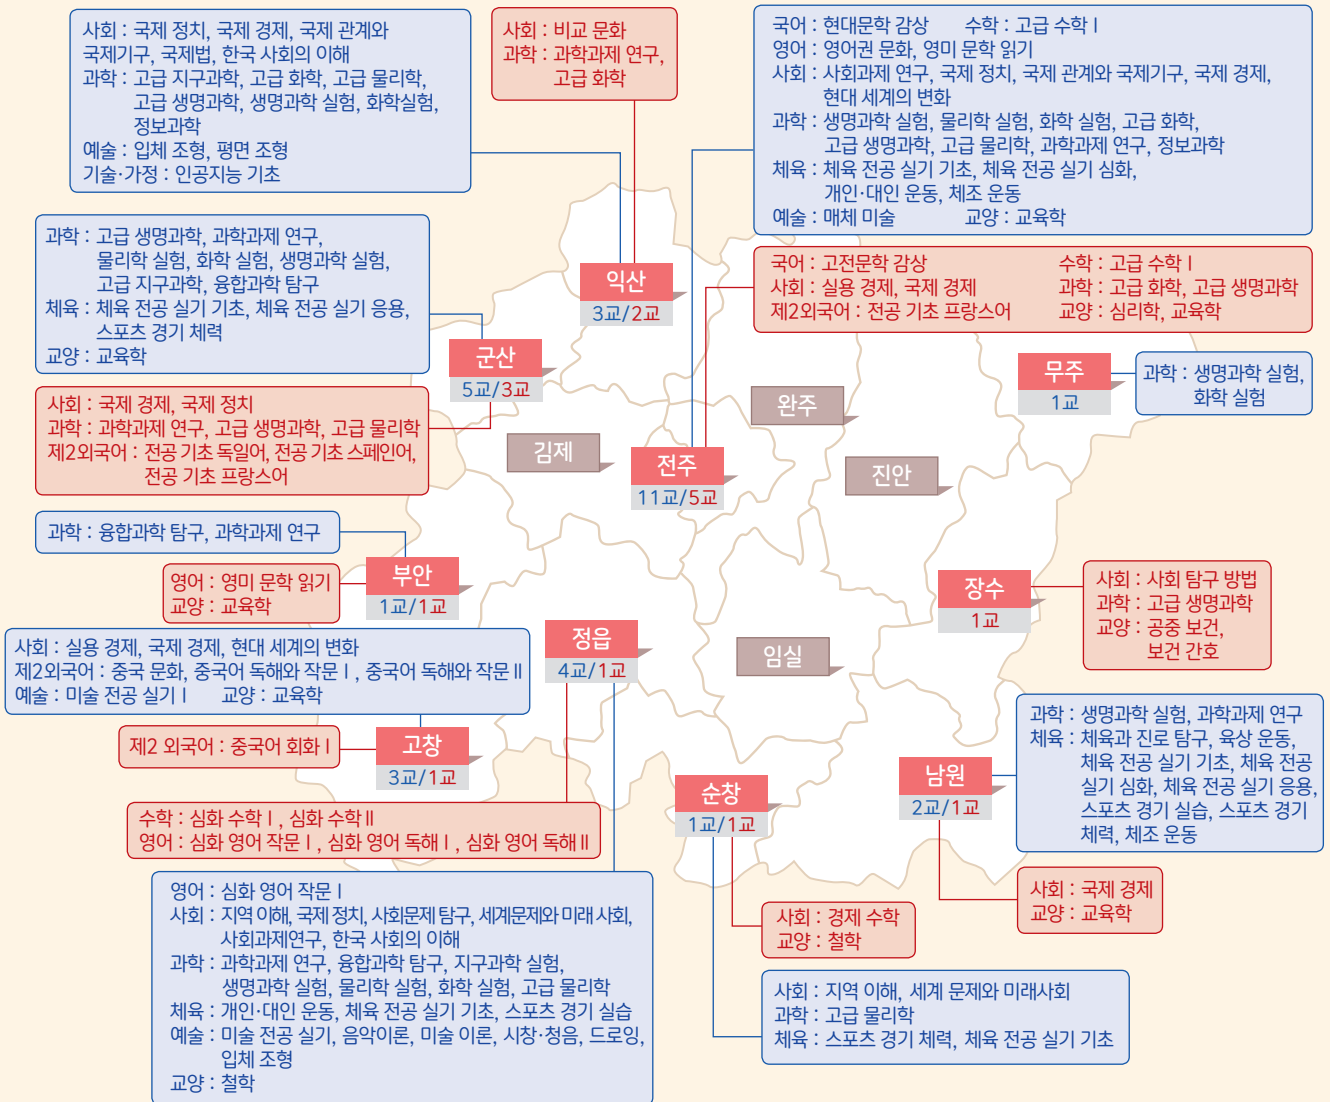 사회 : 국제 정치, 국제 경제, 국제 관계와
국제기구, 국제법, 한국 사회의 이해
과학 : 고급 지구과학, 고급 화학, 고급 물리학,
고급 생명과학, 생명과학 실험, 화학실험,
정보과학
예술 : 입체 조형, 평면 조형
기술·가정 : 인공지능 기초
사회 : 비교 문화
과학 : 과학과제 연구,
고급 화학
국어 : 현대문학 감상 수학 : 고급 수학Ⅰ
영어 : 영어권 문화, 영미 문학 읽기
사회 : 사회과제 연구, 국제 정치, 국제 관계와 국제기구, 국제 경제,
현대 세계의 변화
과학 : 생명과학 실험, 물리학 실험, 화학 실험, 고급 화학,
고급 생명과학, 고급 물리학, 과학과제 연구, 정보과학
체육 : 체육 전공 실기 기초, 체육 전공 실기 심화,
개인·대인 운동, 체조 운동
예술 : 매체 미술 교양 : 교육학
과학 : 고급 생명과학, 과학과제 연구,
물리학 실험, 화학 실험, 생명과학 실험,
고급 지구과학, 융합과학 탐구
체육 : 체육 전공 실기 기초, 체육 전공 실기 응용,
스포츠 경기 체력
교양 : 교육학
국어 : 고전문학 감상 수학 : 고급 수학Ⅰ
사회 : 실용 경제, 국제 경제 과학 : 고급 화학, 고급 생명과학
제2외국어 : 전공 기초 프랑스어 교양 : 심리학, 교육학
익산
3교/2교
군산
5교/3교
무주
1교
과학 : 생명과학 실험,
화학 실험
사회 : 국제 경제, 국제 정치
과학 : 과학과제 연구, 고급 생명과학, 고급 물리학
제2외국어 : 전공 기초 독일어, 전공 기초 스페인어,
전공 기초 프랑스어
완주
김제
전주
11교/5교
진안
과학 : 융합과학 탐구, 과학과제 연구
영어 : 영미 문학 읽기
교양 : 교육학
부안
1교/1교
장수
1교
사회 : 사회 탐구 방법
과학 : 고급 생명과학
교양 : 공중 보건,
보건 간호
사회 : 실용 경제, 국제 경제, 현대 세계의 변화
제2외국어 : 중국 문화, 중국어 독해와 작문Ⅰ, 중국어 독해와 작문Ⅱ
예술 : 미술 전공 실기Ⅰ 교양 : 교육학
정읍
4교/1교
임실
제2 외국어 : 중국어 회화Ⅰ
고창
3교/1교
순창
1교/1교
남원
2교/1교
과학 : 생명과학 실험, 과학과제 연구
체육 : 체육과 진로 탐구, 육상 운동,
체육 전공 실기 기초, 체육 전공
실기 심화, 체육 전공 실기 응용,
스포츠 경기 실습, 스포츠 경기
체력, 체조 운동
수학 : 심화 수학Ⅰ, 심화 수학Ⅱ
영어 : 심화 영어 작문Ⅰ, 심화 영어 독해Ⅰ, 심화 영어 독해Ⅱ
사회 : 국제 경제
교양 : 교육학
사회 : 경제 수학
교양 : 철학
영어 : 심화 영어 작문Ⅰ
사회 : 지역 이해, 국제 정치, 사회문제 탐구, 세계문제와 미래 사회,
사회과제연구, 한국 사회의 이해
과학 : 과학과제 연구, 융합과학 탐구, 지구과학 실험,
생명과학 실험, 물리학 실험, 화학 실험, 고급 물리학
체육 : 개인·대인 운동, 체육 전공 실기 기초, 스포츠 경기 실습
예술 : 미술 전공 실기, 음악이론, 미술 이론, 시창·청음, 드로잉,
입체 조형
교양 : 철학
사회 : 지역 이해, 세계 문제와 미래사회
과학 : 고급 물리학
체육 : 스포츠 경기 체력, 체육 전공 실기 기초